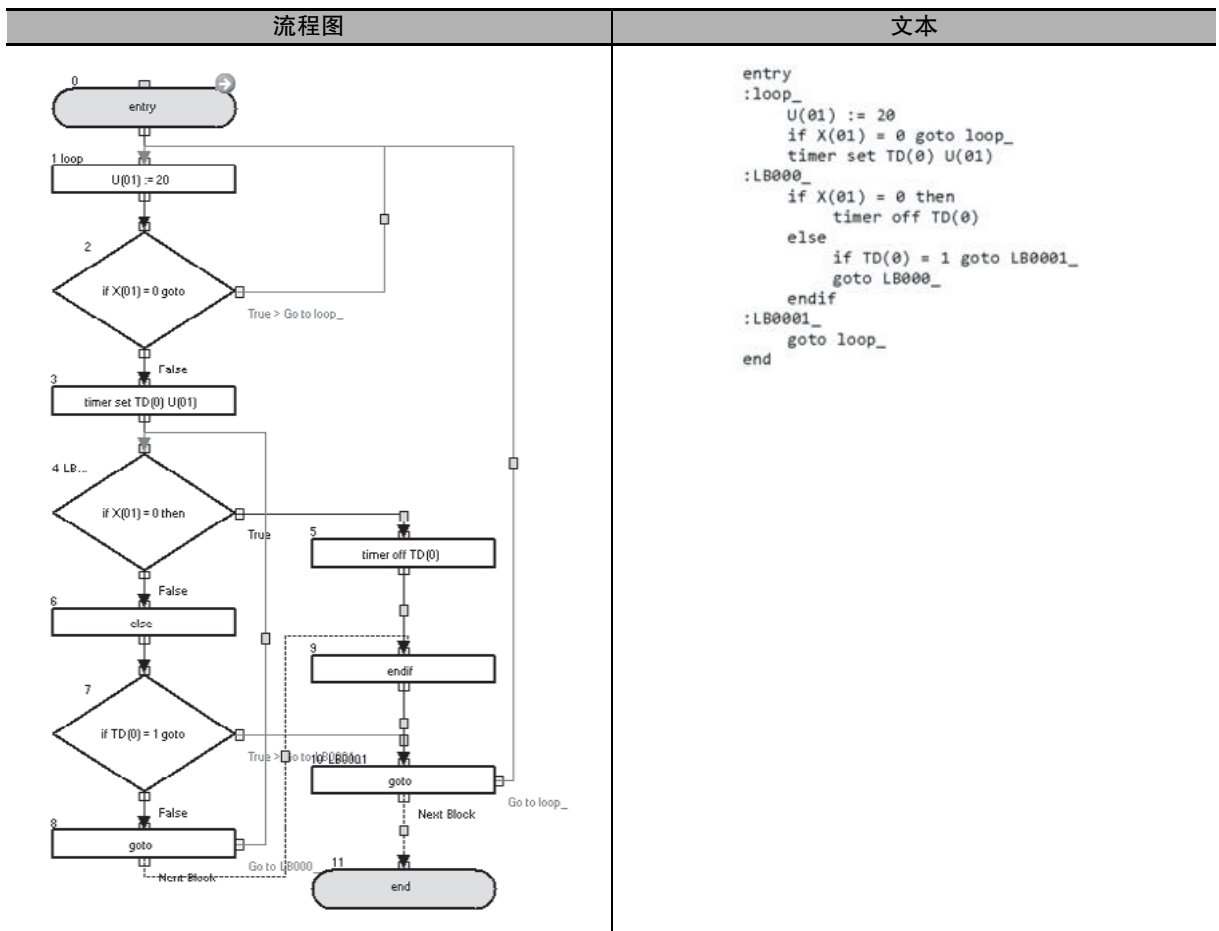 流程图
文本
0
entry
1 loop
U(01) := 20
2
if X(01) = 0 goto
True > Go to loop_
False
3
timer set TD(0) U(01)
4 LB...
if X(01) = 0 then
True
5
timer off TD(0)
False
6
else
9
endif
7
if TD(0) = 1 goto
True > Go to LB0001_
10 LB0001
goto
Go to loop_
False
Next Block
8
goto
Go to LB000_
Next Block
11
end
entry
:loop_
U(01) := 20
if X(01) = 0 goto loop_
timer set TD(0) U(01)
:LB000_
if X(01) = 0 then
timer off TD(0)
else
if TD(0) = 1 goto LB0001_
goto LB000_
endif
:LB0001_
goto loop_
end